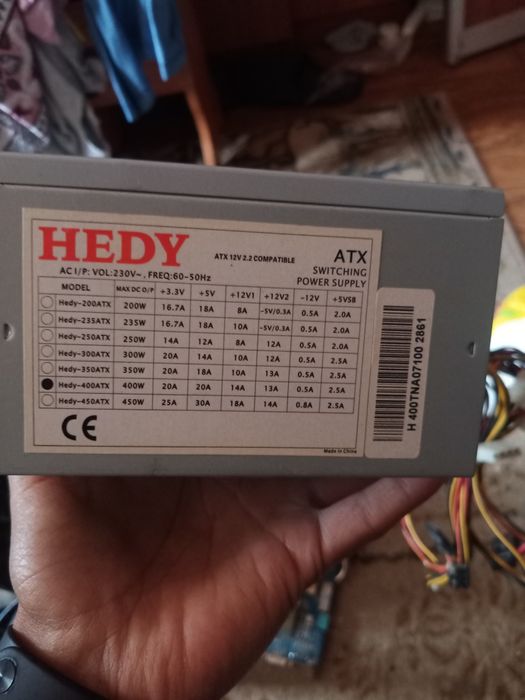 HEDY
ATX 12V 2.2 COMPATIBLE
ATX
SWITCHING
POWER SUPPLY
AC I/P: VOL:230V~, FREQ:60-50Hz
MODEL MAX DC O/P +3.3V +5V +12V1 +12V2 -12V +5VSB
Hedy-200ATX 200W 16.7A 18A 8A -5V/0.3A 0.5A 2.0A
Hedy-235ATX 235W 16.7A 18A 10A -5V/0.3A 0.5A 2.0A
Hedy-250ATX 250W 14A 12A 8A 12A 0.5A 2.0A
Hedy-300ATX 300W 20A 14A 10A 12A 0.5A 2.5A
Hedy-350ATX 350W 20A 18A 10A 13A 0.5A 2.5A
Hedy-400ATX 400W 20A 20A 14A 13A 0.5A 2.5A
Hedy-450ATX 450W 25A 30A 18A 14A 0.8A 2.5A
CE
Made in China
H 400TNA07100 2861